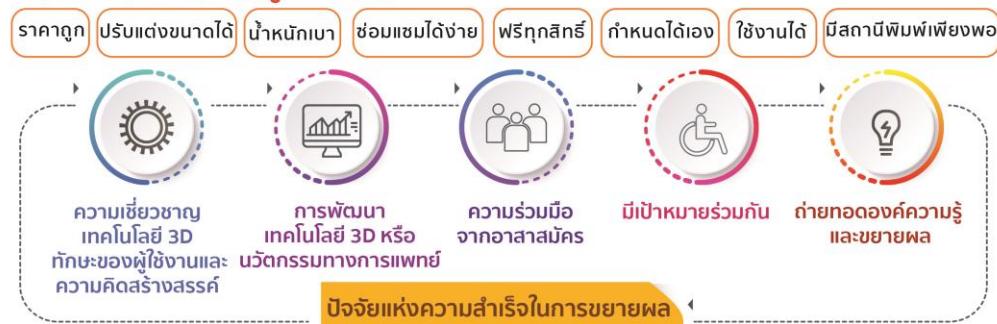 ราคาถูก
ปรับแต่งขนาดได้
น้ำหนักเบา
ซ่อมแซมได้ง่าย
ฟรีทุกสิทธิ์
กำหนดได้เอง
ใช้งานได้
มีสถานีพิมพ์เพียงพอ
ความเชี่ยวชาญ
เทคโนโลยี 3D
ทักษะของผู้ใช้งานและ
ความคิดสร้างสรรค์
การพัฒนา
เทคโนโลยี 3D หรือ
นวัตกรรมทางการแพทย์
ความร่วมมือ
จากอาสาสมัคร
มีเป้าหมายร่วมกัน
ถ่ายทอดองค์ความรู้
และขยายผล
ปัจจัยแห่งความสำเร็จในการขยายผล